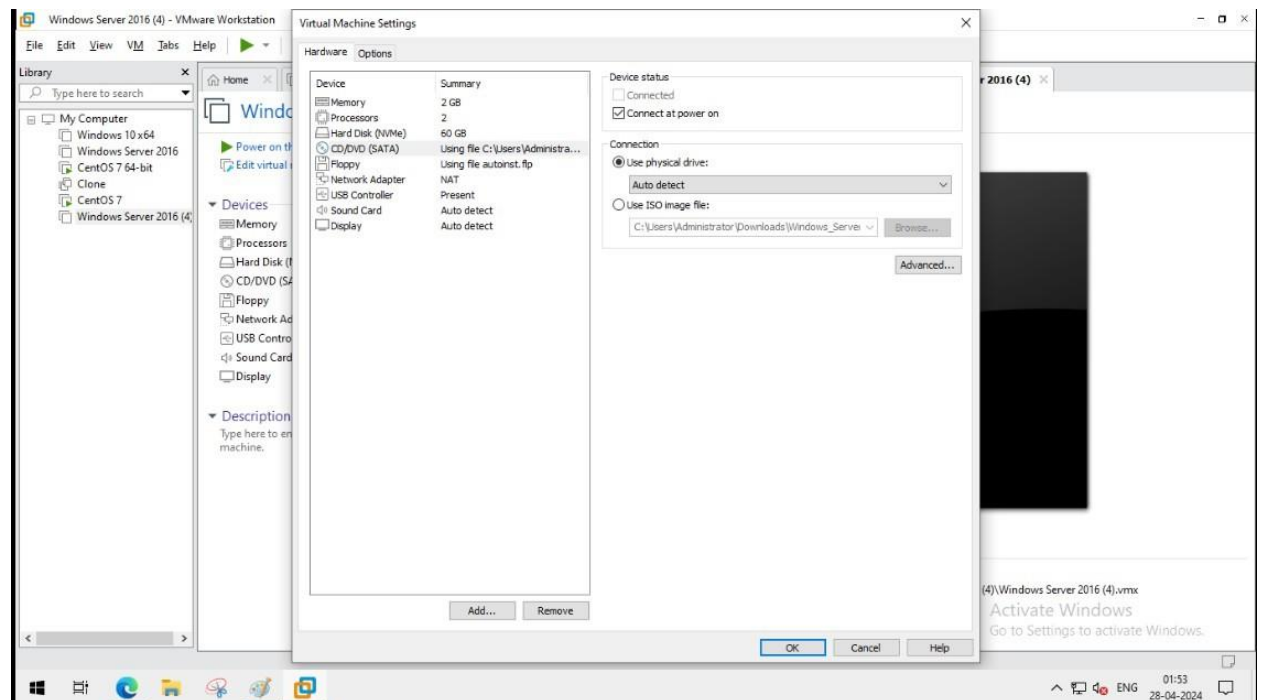 Windows Server 2016 (4) - VMware Workstation
File Edit View VM Tabs Help
Library
Type here to search
My Computer
Windows 10 x64
Windows Server 2016
CentOS 7 64-bit
Clone
CentOS 7
Windows Server 2016 (4)
Home
Windo
Power on th
Edit virtual
Devices
Memory
Processors
Hard Disk (
CD/DVD (SA
Floppy
Network Ad
USB Contro
Sound Card
Display
Description
Type here to en
machine.
Virtual Machine Settings
Hardware Options
Device Summary
Memory 2 GB
Processors 2
Hard Disk (NVMe) 60 GB
CD/DVD (SATA) Using file C:\Users\Administra...
Floppy Using file autoinst.flp
Network Adapter NAT
USB Controller Present
Sound Card Auto detect
Display Auto detect
Add... Remove
Device status
Connected
Connect at power on
Connection
Use physical drive:
Auto detect
Use ISO image file:
C:\Users\Administrator\Downloads\Windows_Server Browse...
Advanced...
OK Cancel Help
r 2016 (4)
(4)\Windows Server 2016 (4).vmx
Activate Windows
Go to Settings to activate Windows.
ENG
01:53
28-04-2024